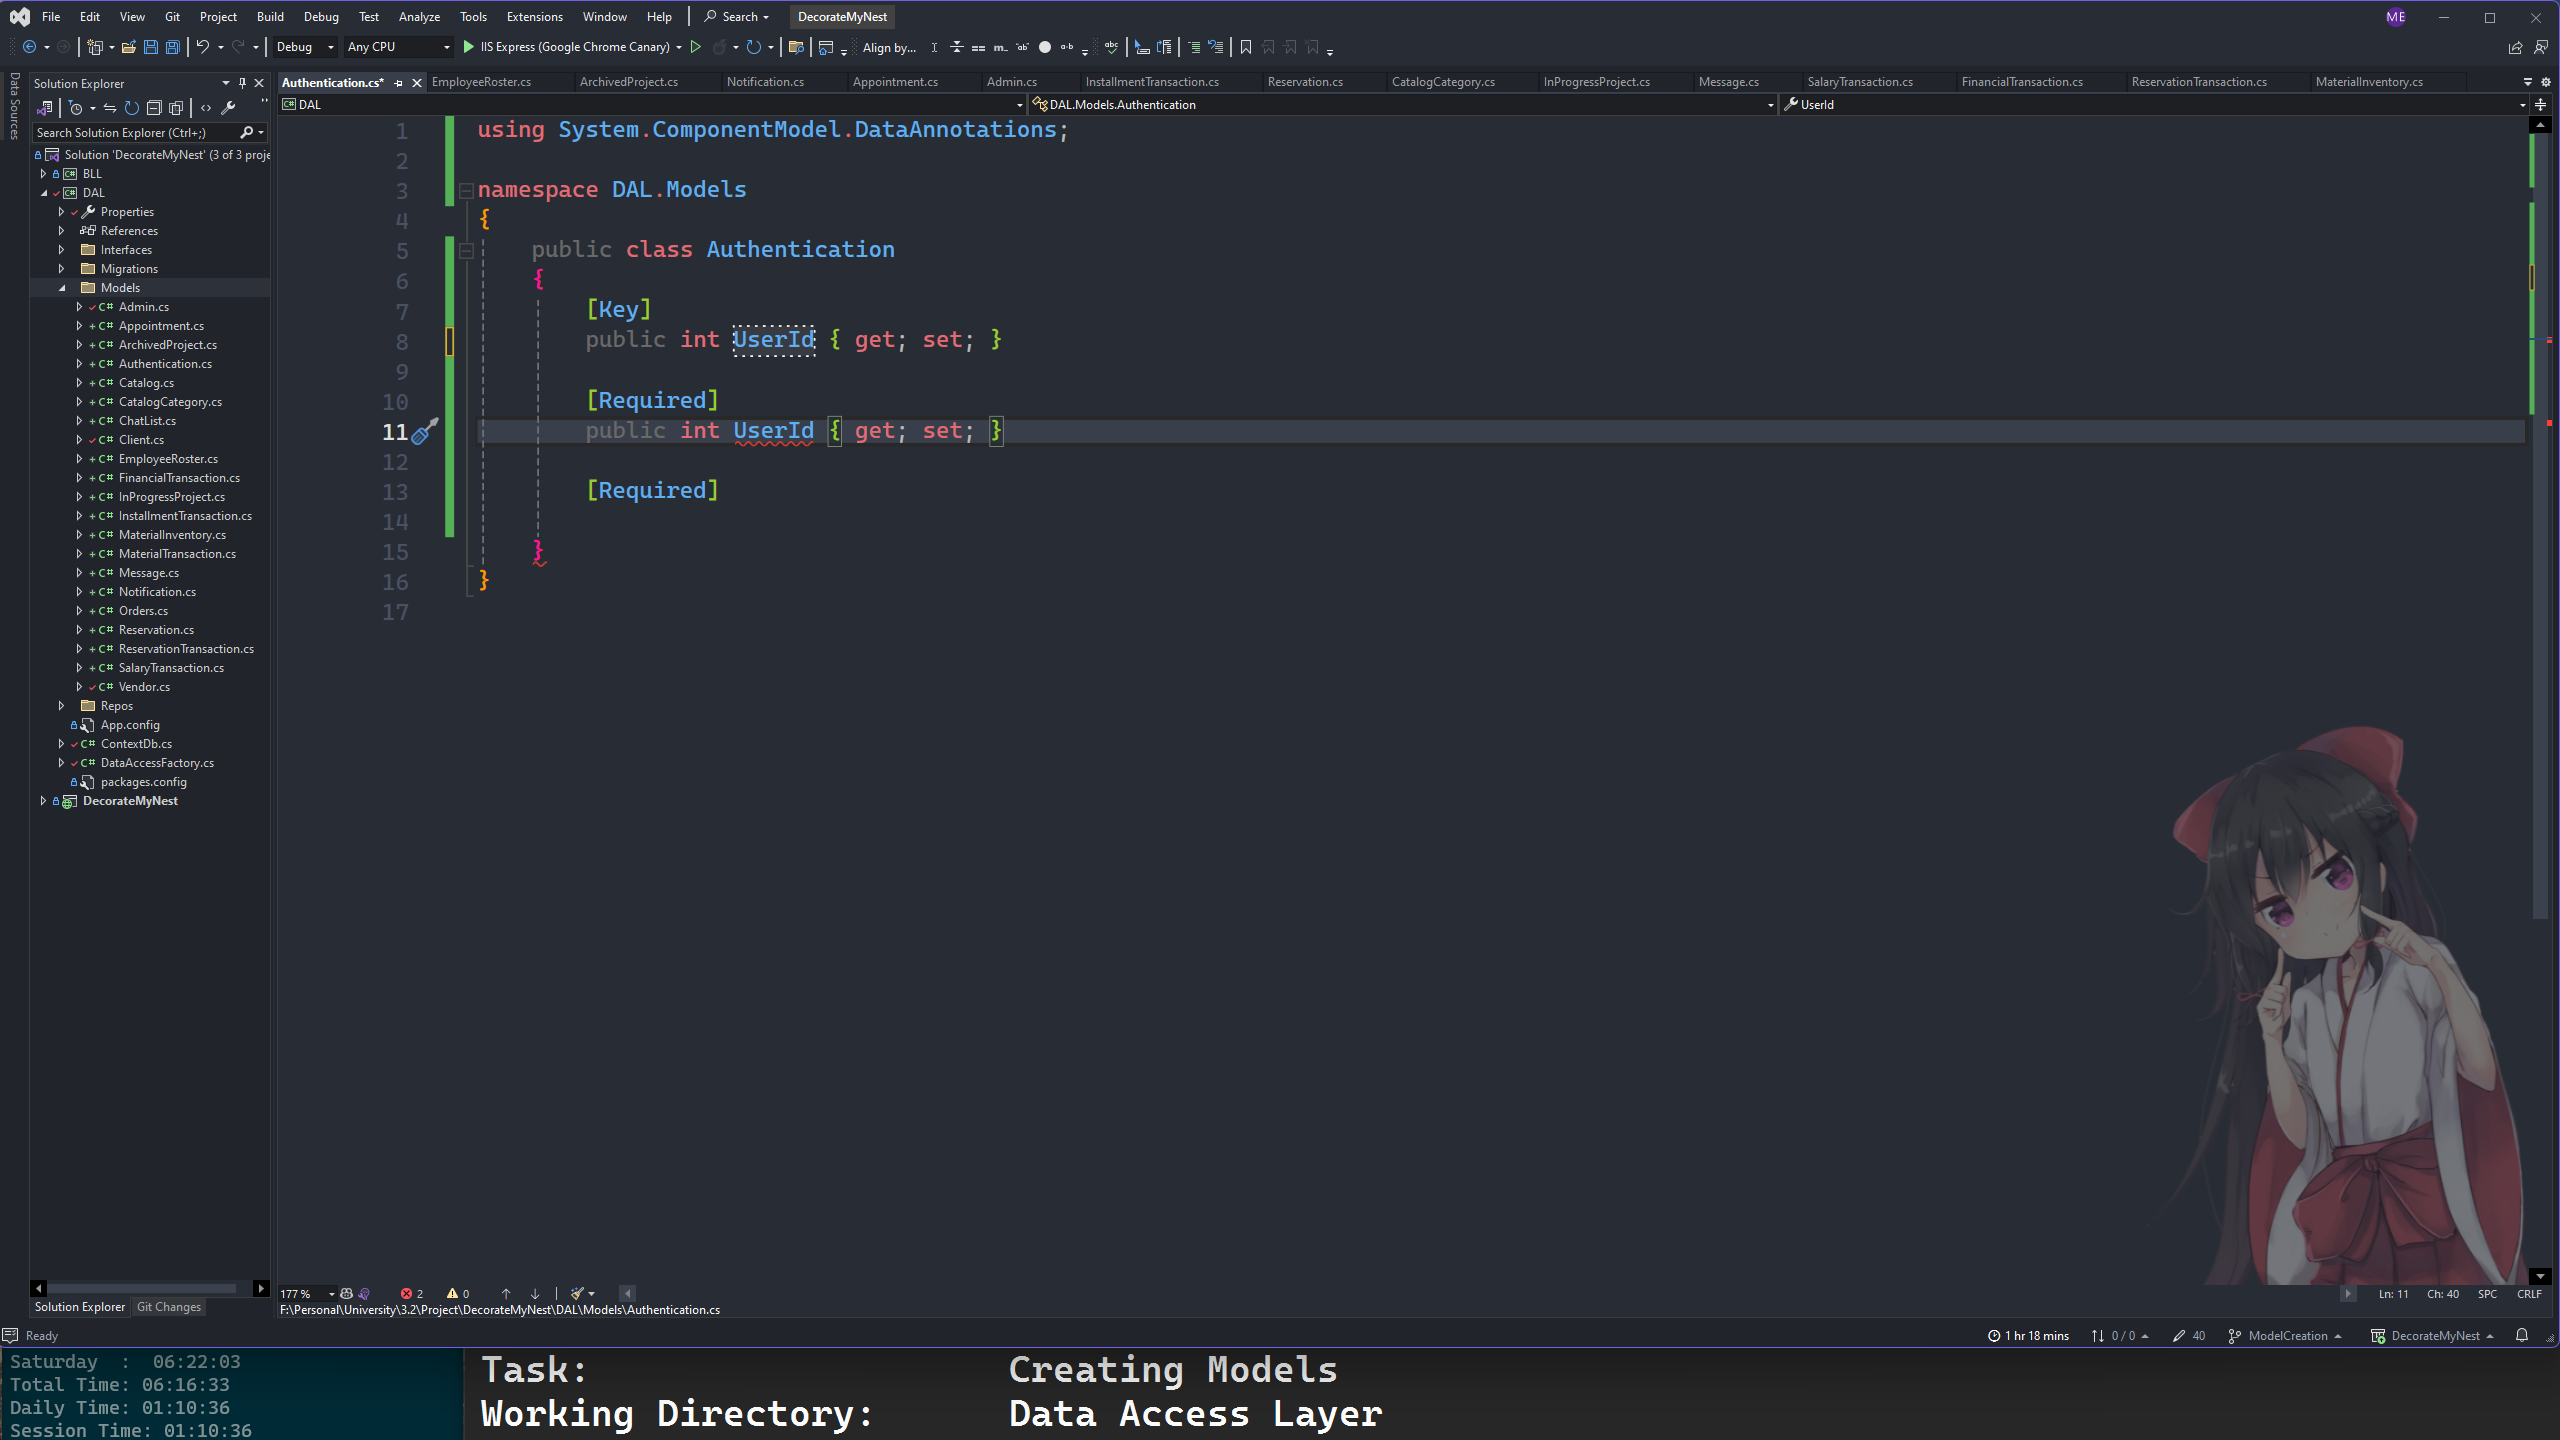 File Edit View Git Project Build Debug Test Analyze Tools Extensions Window Help Search DecorateMyNest ME
Debug Any CPU IIS Express (Google Chrome Canary) Align by...
Data Sources
Solution Explorer
Search Solution Explorer (Ctrl+;)
Solution 'DecorateMyNest' (3 of 3 proje
BLL
DAL
Properties
References
Interfaces
Migrations
Models
C# Admin.cs
C# Appointment.cs
C# ArchivedProject.cs
C# Authentication.cs
C# Catalog.cs
C# CatalogCategory.cs
C# ChatList.cs
C# Client.cs
C# EmployeeRoster.cs
C# FinancialTransaction.cs
C# InProgressProject.cs
C# InstallmentTransaction.cs
C# MaterialInventory.cs
C# MaterialTransaction.cs
C# Message.cs
C# Notification.cs
C# Orders.cs
C# Reservation.cs
C# ReservationTransaction.cs
C# SalaryTransaction.cs
C# Vendor.cs
Repos
App.config
C# ContextDb.cs
C# DataAccessFactory.cs
packages.config
DecorateMyNest
Solution Explorer Git Changes
Authentication.cs* EmployeeRoster.cs ArchivedProject.cs Notification.cs Appointment.cs Admin.cs InstallmentTransaction.cs Reservation.cs CatalogCategory.cs InProgressProject.cs Message.cs SalaryTransaction.cs FinancialTransaction.cs ReservationTransaction.cs MaterialInventory.cs
DAL DAL.Models.Authentication UserId
1 using System.ComponentModel.DataAnnotations;
2
3 namespace DAL.Models
4 {
5 public class Authentication
6 {
7 [Key]
8 public int UserId { get; set; }
9
10 [Required]
11 public int UserId { get; set; }
12
13 [Required]
14
15 }
16 }
17
177 % 2 0 Ln: 11 Ch: 40 SPC CRLF
F:\Personal\University\3.2\Project\DecorateMyNest\DAL\Models\Authentication.cs
Ready 1 hr 18 mins 0 / 0 40 ModelCreation DecorateMyNest
Saturday : 06:22:03
Total Time: 06:16:33
Daily Time: 01:10:36
Session Time: 01:10:36
Task: Creating Models
Working Directory: Data Access Layer